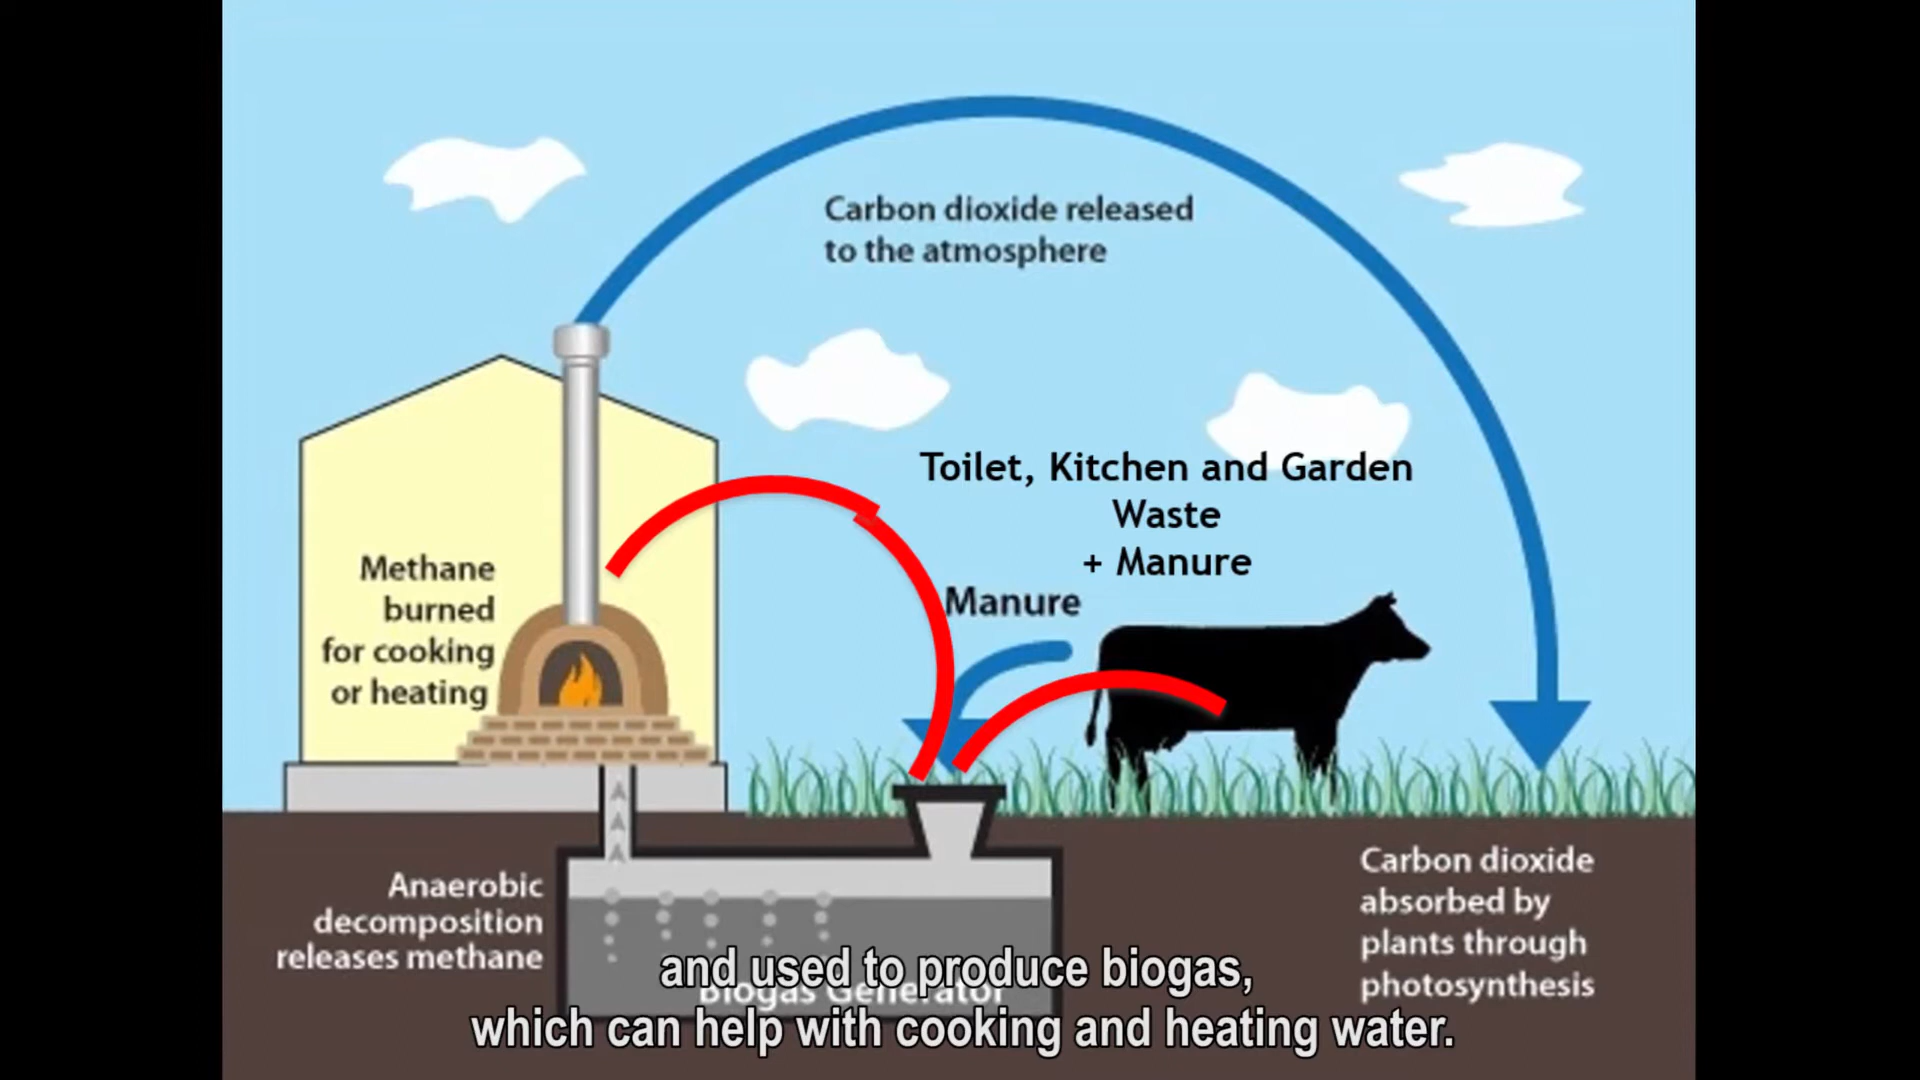 Carbon dioxide released
to the atmosphere
Toilet, Kitchen and Garden
Waste
+ Manure
Manure
Methane
burned
for cooking
or heating
Anaerobic
decomposition
releases methane
Carbon dioxide
absorbed by
plants through
photosynthesis
Biogas Generator
and used to produce biogas,
which can help with cooking and heating water.